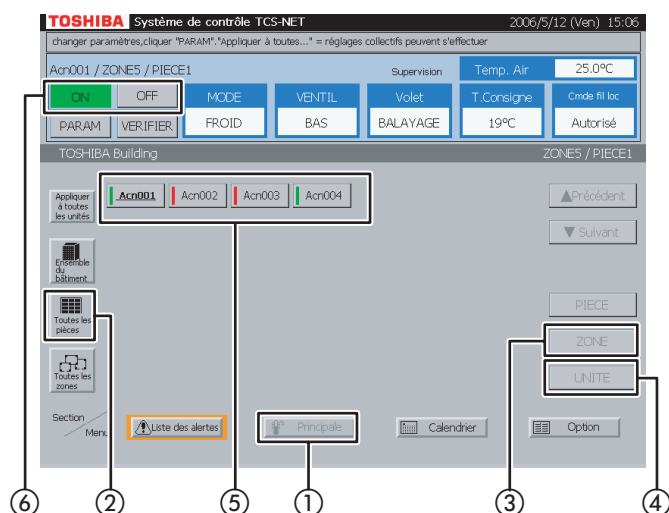 TOSHIBA Système de contrôle TCS-NET 2006/5/12 (Ven) 15:06
changer paramètres,cliquer "PARAM"."Appliquer à toutes..." = réglages collectifs peuvent s'effectuer
Acn001 / ZONE5 / PIECE1 Supervision Temp. Air 25.0°C
ON OFF MODE VENTIL Volet T.Consigne Cmde fil loc
PARAM VERIFIER FROID BAS BALAYAGE 19°C Autorisé
TOSHIBA Building ZONE5 / PIECE1
Appliquer
à toutes
les unités
Acn001 Acn002 Acn003 Acn004
▲Précédent
▼ Suivant
Ensemble
du
bâtiment
Toutes les
pièces
PIECE
ZONE
Toutes les
zones
UNITE
Section
Menu
Liste des alertes Principale Calendrier Option
⑥ ② ⑤ ① ③ ④